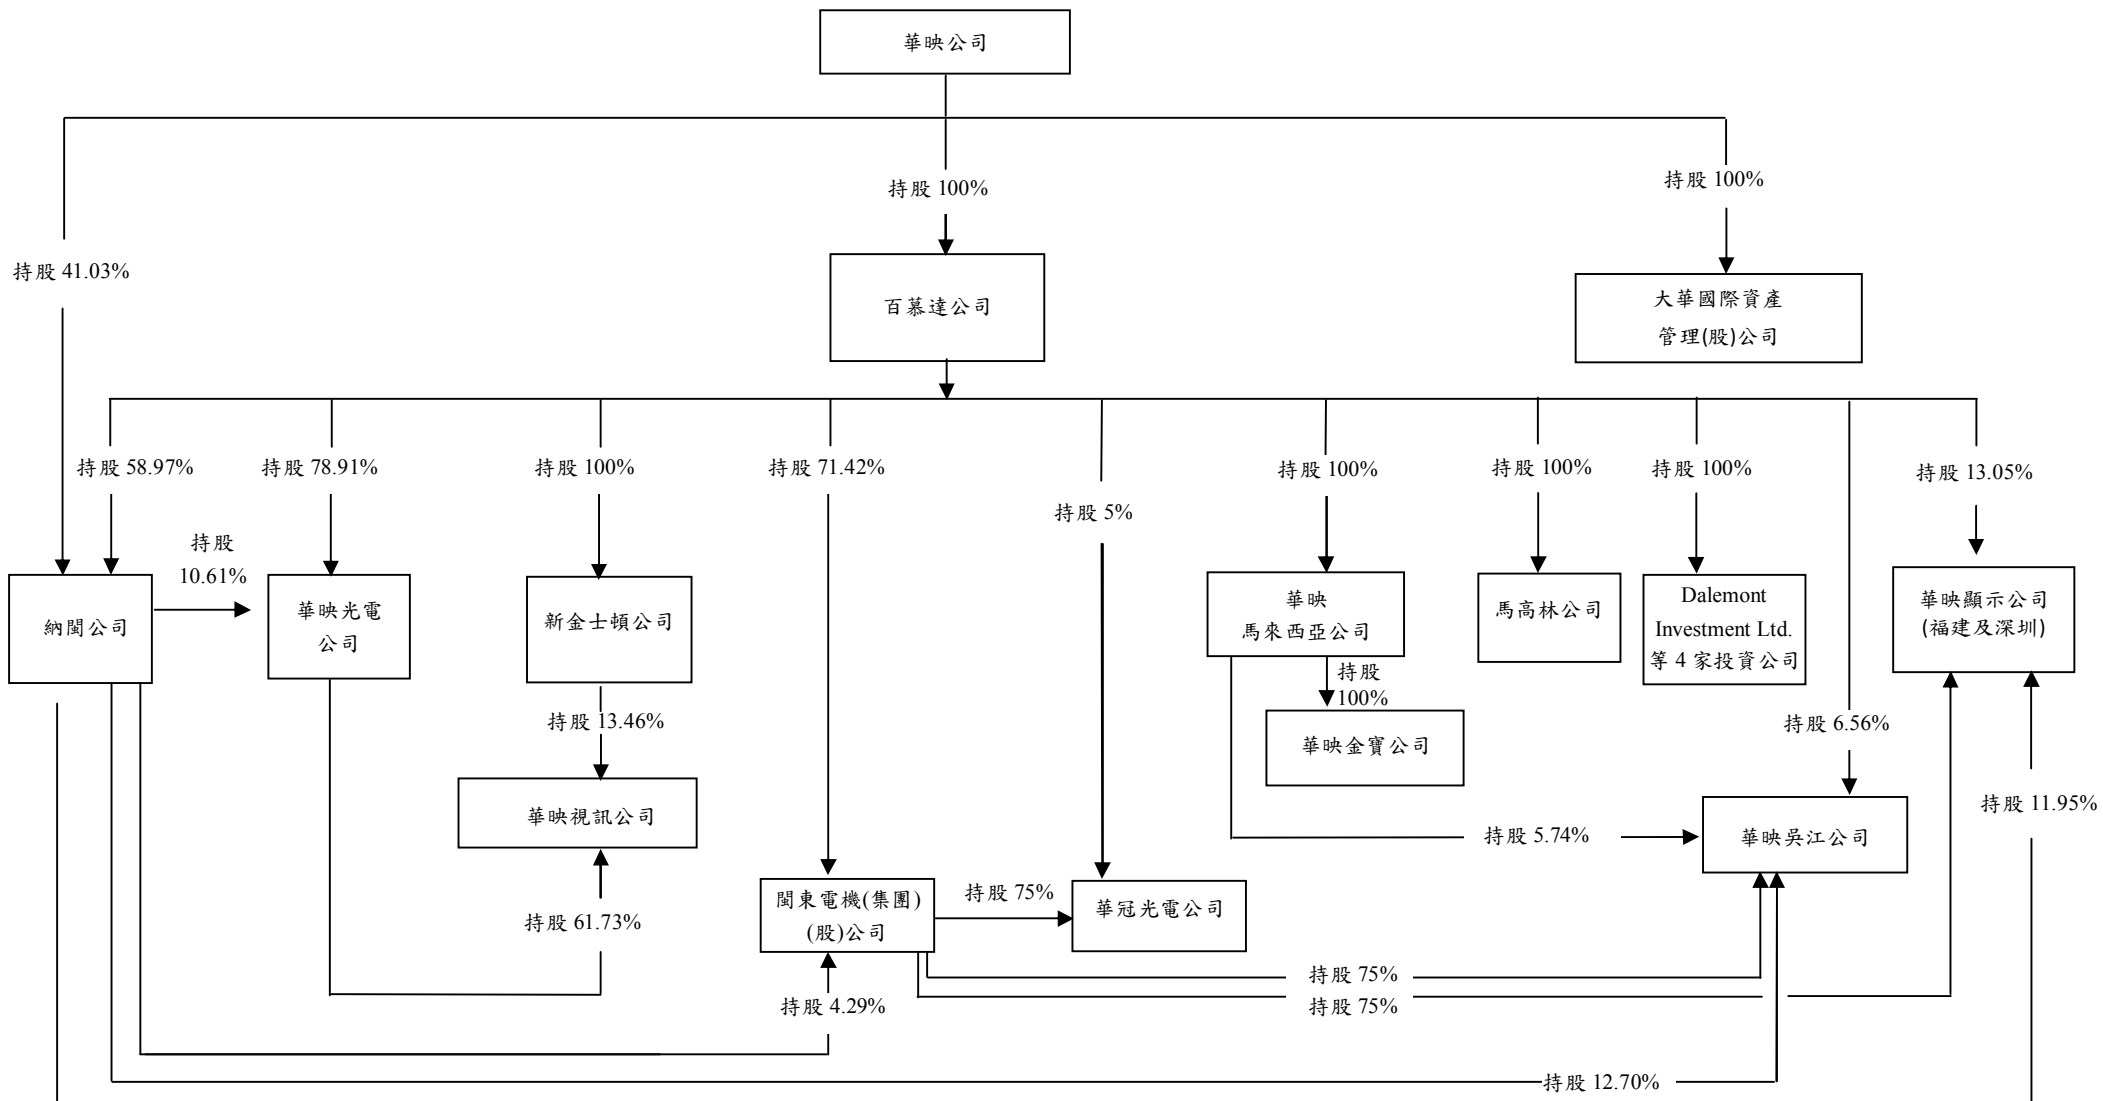 華映公司
持股 100%
持股 100%
持股 41.03%
百慕達公司
大華國際資產
管理(股)公司
持股 58.97%
持股 78.91%
持股 100%
持股 71.42%
持股 5%
持股 100%
持股 100%
持股 100%
持股 13.05%
持股
10.61%
納閩公司
華映光電
公司
新金士頓公司
華映
馬來西亞公司
馬高林公司
Dalemont
Investment Ltd.
等 4 家投資公司
華映顯示公司
(福建及深圳)
持股
100%
持股 13.46%
持股 6.56%
華映金寶公司
持股 11.95%
華映視訊公司
持股 5.74%
華映吳江公司
持股 61.73%
閩東電機(集團)
(股)公司
持股 75%
華冠光電公司
持股 75%
持股 4.29%
持股 75%
持股 12.70%